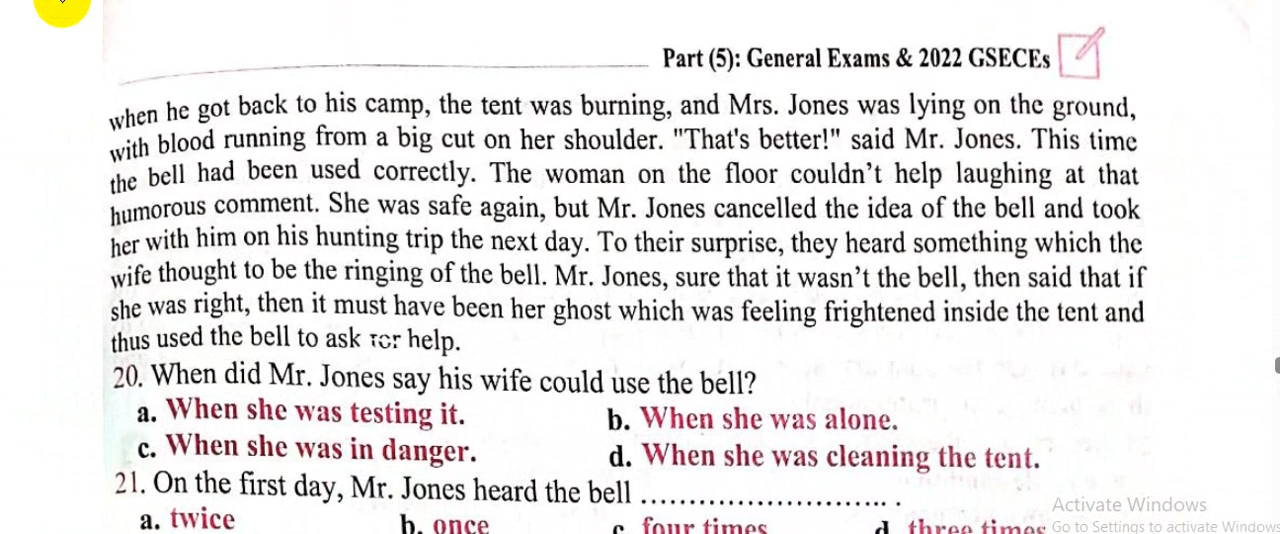 Part (5): General Exams & 2022 GSECEs
when he got back to his camp, the tent was burning, and Mrs. Jones was lying on the ground,
with blood running from a big cut on her shoulder. "That's better!" said Mr. Jones. This time
the bell had been used correctly. The woman on the floor couldn't help laughing at that
humorous comment. She was safe again, but Mr. Jones cancelled the idea of the bell and took
her with him on his hunting trip the next day. To their surprise, they heard something which the
wife thought to be the ringing of the bell. Mr. Jones, sure that it wasn't the bell, then said that if
she was right, then it must have been her ghost which was feeling frightened inside the tent and
thus used the bell to ask for help.
20. When did Mr. Jones say his wife could use the bell?
a. When she was testing it. b. When she was alone.
c. When she was in danger. d. When she was cleaning the tent.
21. On the first day, Mr. Jones heard the bell ................................
a. twice b. once c. four times d. three times
Activate Windows
Go to Settings to activate Windows